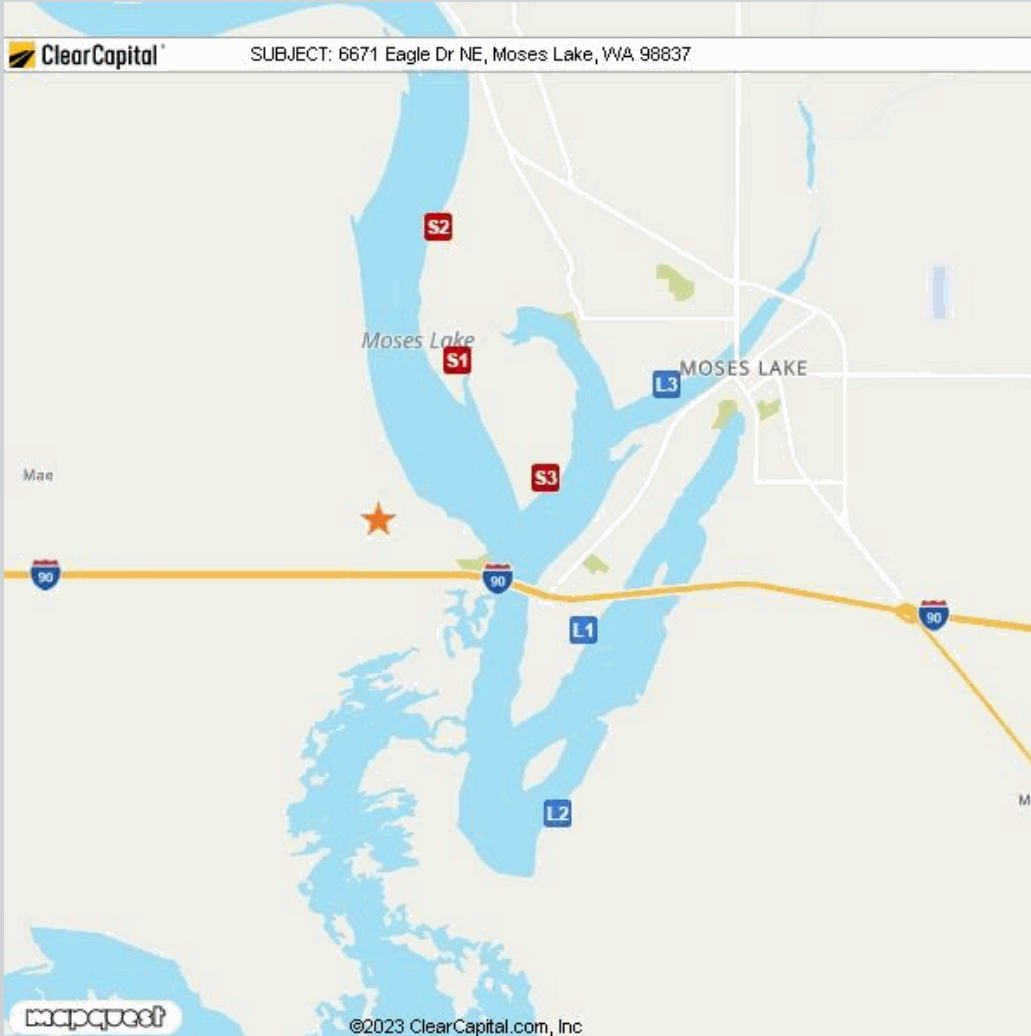 ClearCapital
SUBJECT: 6671 Eagle Dr NE, Moses Lake, WA 98837
S2
Moses Lake
S1
MOSES LAKE
L3
Mae
S3
90
90
90
L1
M
L2
mapquest
©2023 ClearCapital.com, Inc